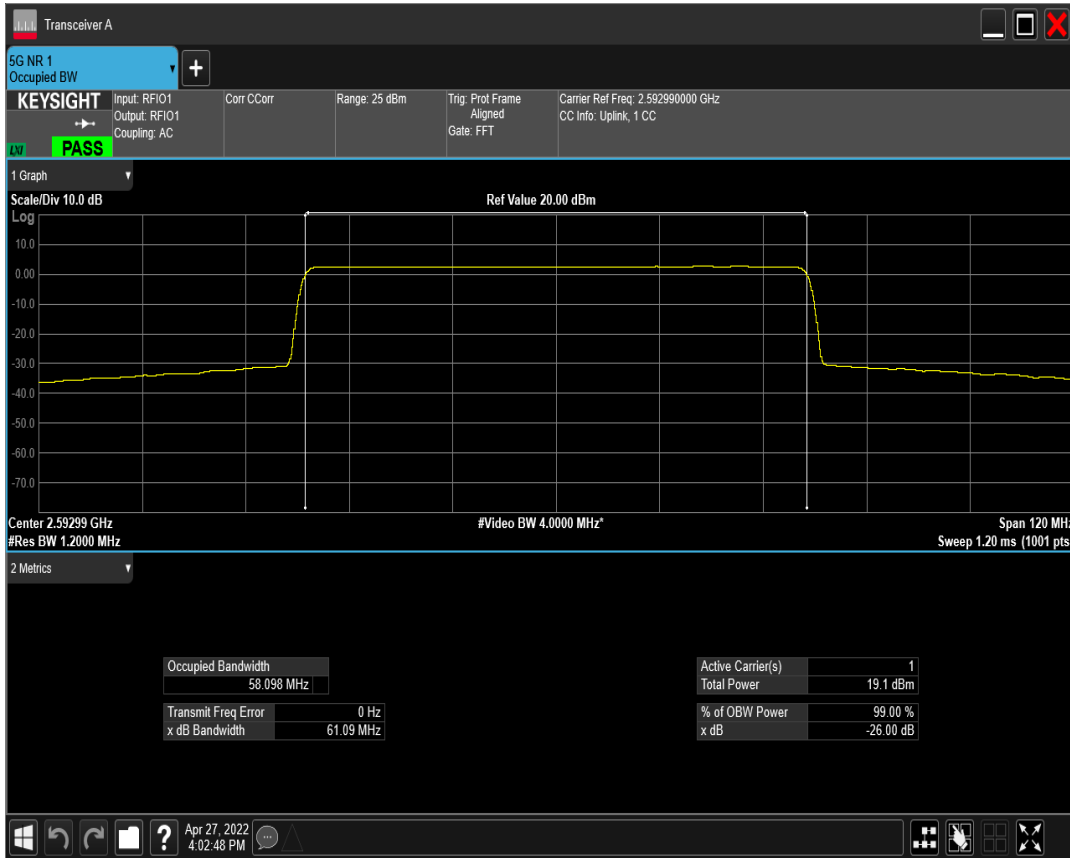 Transceiver A
5G NR 1
Occupied BW
+
KEYSIGHT
LXI
PASS
Input: RFIO1
Output: RFIO1
Coupling: AC
Corr CCorr
Range: 25 dBm
Trig: Prot Frame
Aligned
Gate: FFT
Carrier Ref Freq: 2.592990000 GHz
CC Info: Uplink, 1 CC
1 Graph
Scale/Div 10.0 dB
Ref Value 20.00 dBm
Log
10.0
0.00
-10.0
-20.0
-30.0
-40.0
-50.0
-60.0
-70.0
Center 2.59299 GHz
#Video BW 4.0000 MHz*
Span 120 MHz
#Res BW 1.2000 MHz
Sweep 1.20 ms (1001 pts
2 Metrics
Occupied Bandwidth
58.098 MHz
Transmit Freq Error 0 Hz
x dB Bandwidth 61.09 MHz
Active Carrier(s) 1
Total Power 19.1 dBm
% of OBW Power 99.00 %
x dB -26.00 dB
?
Apr 27, 2022
4:02:48 PM